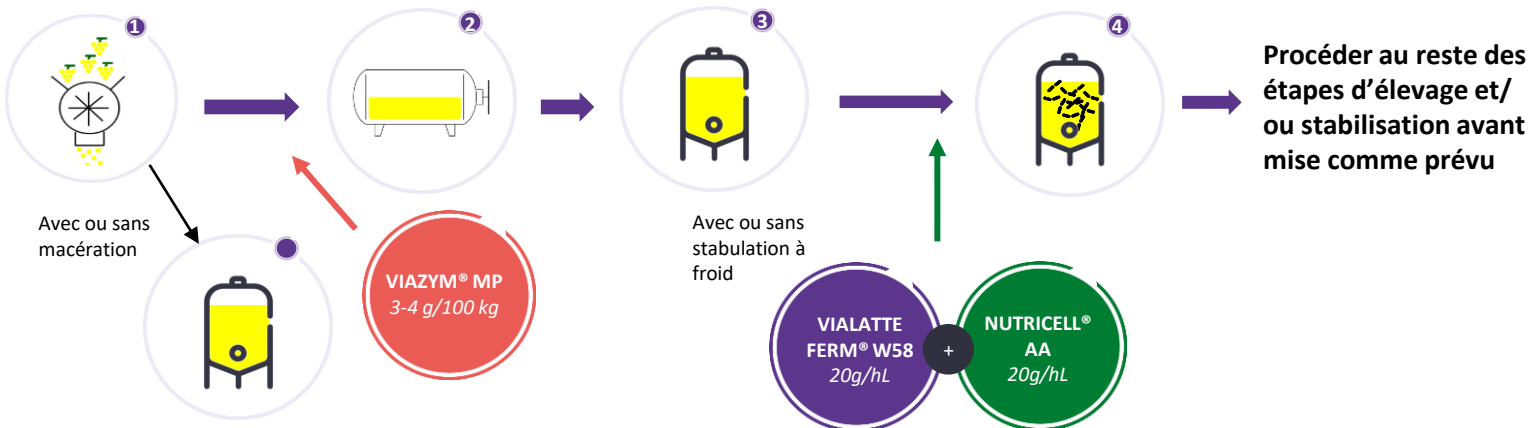 1
2
3
4
Procéder au reste des
étapes d’élevage et/
ou stabilisation avant
mise comme prévu
Avec ou sans
macération
VIAZYM® MP
3-4 g/100 kg
Avec ou sans
stabulation à
froid
VIALATTE
FERM® W58
20g/hL
+
NUTRICELL®
AA
20g/hL